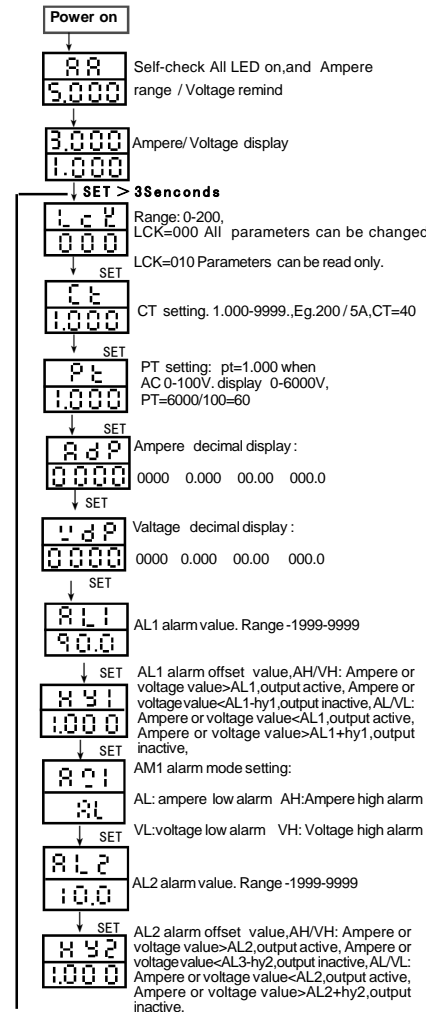 Power on
AA
5.000
Self-check All LED on,and Ampere
range / Voltage remind
3.000
1.000
Ampere/ Voltage display
SET > 3Senconds
LcK
000
Range: 0-200,
LCK=000 All parameters can be changed
LCK=010 Parameters can be read only.
SET
Ct
1.000
CT setting. 1.000-9999.,Eg.200 / 5A,CT=40
SET
Pt
1.000
PT setting: pt=1.000 when
AC 0-100V. display 0-6000V,
PT=6000/100=60
SET
AdP
0000
Ampere decimal display :
0000 0.000 00.00 000.0
SET
UdP
0000
Valtage decimal display :
0000 0.000 00.00 000.0
SET
AL1
90.0
AL1 alarm value. Range -1999-9999
SET
HY1
1.000
AL1 alarm offset value,AH/VH: Ampere or
voltage value>AL1,output active, Ampere or
voltage value<AL1-hy1,output inactive, AL/VL:
Ampere or voltage value<AL1,output active,
Ampere or voltage value>AL1+hy1,output
inactive,
SET
AL
AM1 alarm mode setting:
AL: ampere low alarm AH:Ampere high alarm
VL:voltage low alarm VH: Voltage high alarm
SET
AL2
10.0
AL2 alarm value. Range -1999-9999
SET
HY2
1.000
AL2 alarm offset value,AH/VH: Ampere or
voltage value>AL2,output active, Ampere or
voltage value<AL3-hy2,output inactive, AL/VL:
Ampere or voltage value<AL2,output active,
Ampere or voltage value>AL2+hy2,output
inactive.